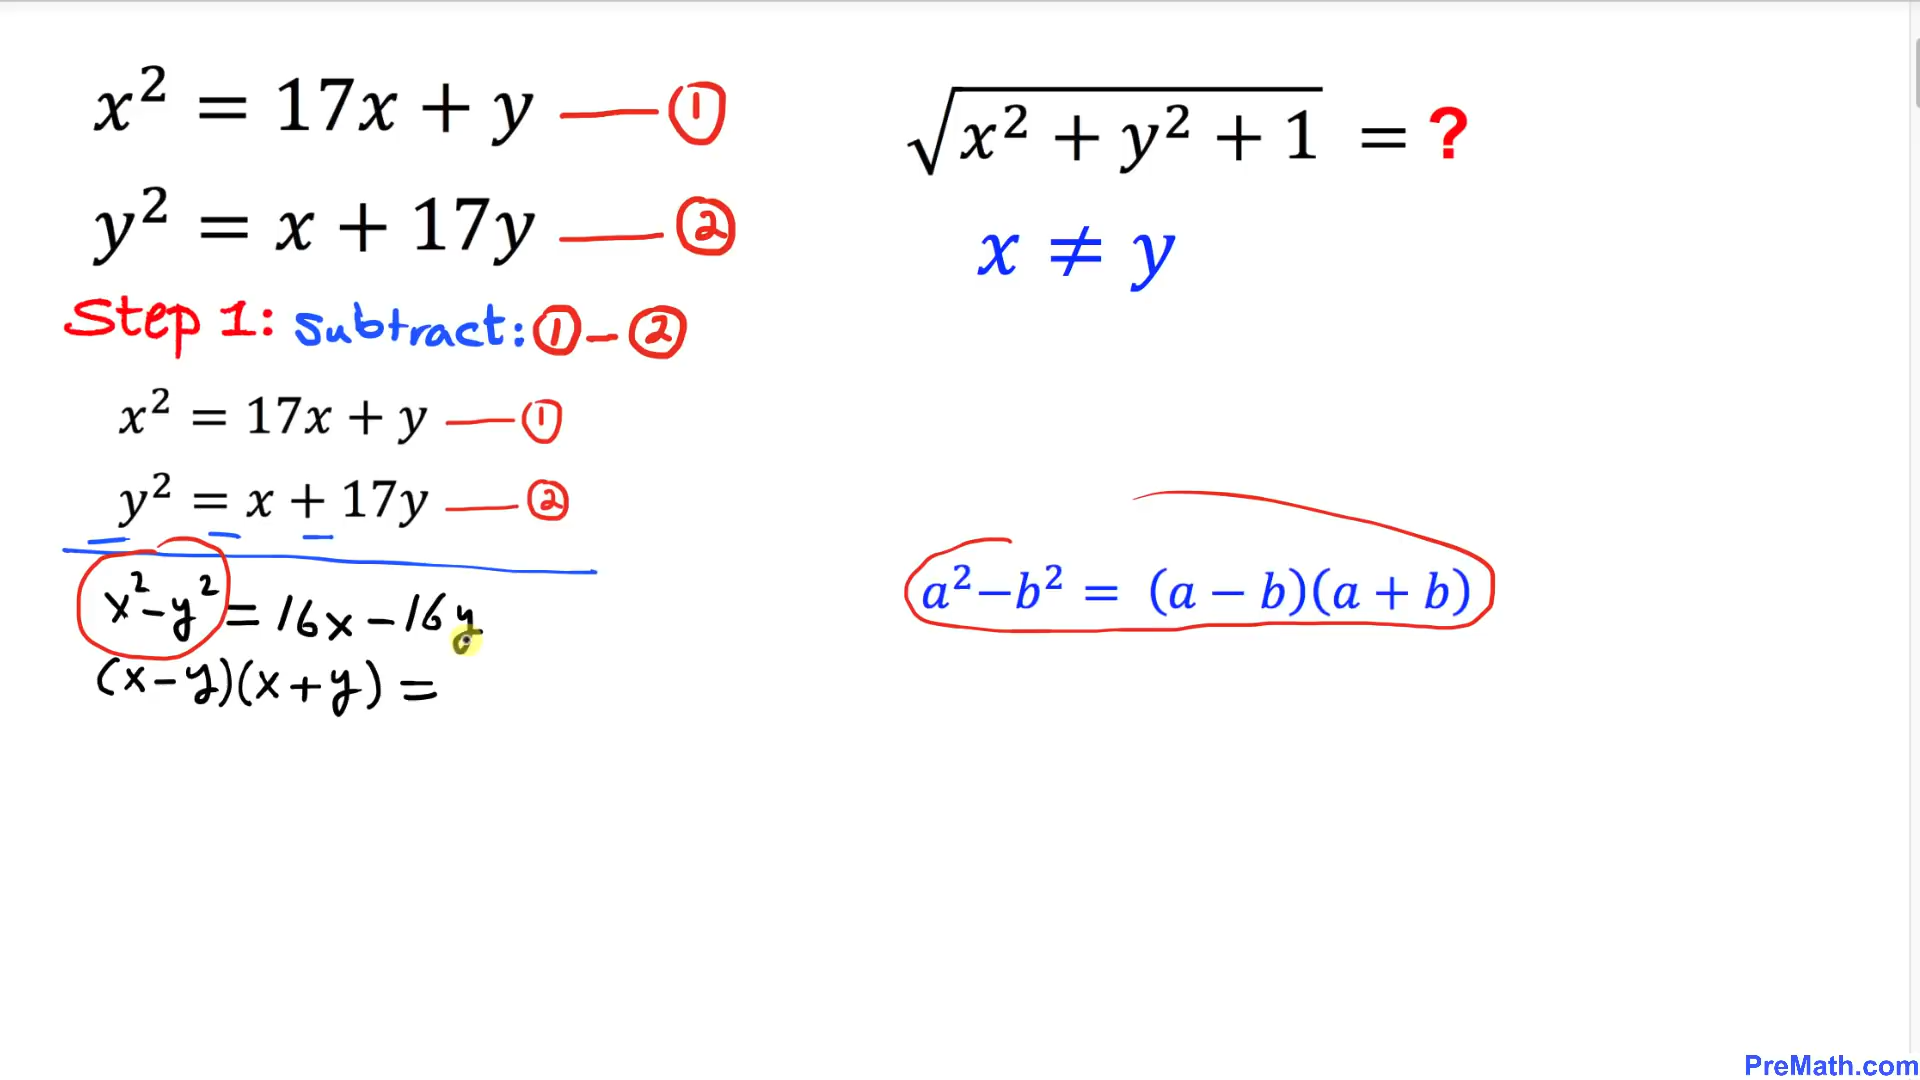 x² = 17x + y — ①
y² = x + 17y — ②
√(x² + y² + 1) = ?
x ≠ y
Step 1: subtract: ① - ②
x² = 17x + y — ①
y² = x + 17y — ②
x² - y² = 16x - 16y
(x - y)(x + y) =
a² - b² = (a - b)(a + b)
PreMath.com